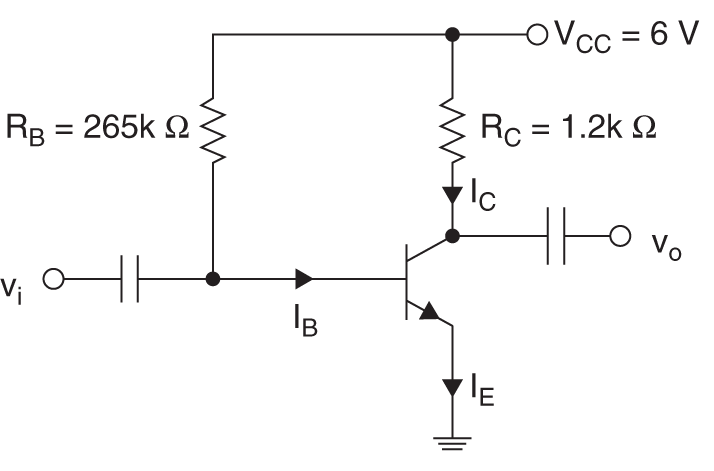 V_CC = 6 V
R_B = 265k Ω
R_C = 1.2k Ω
I_C
v_o
v_i
I_B
I_E